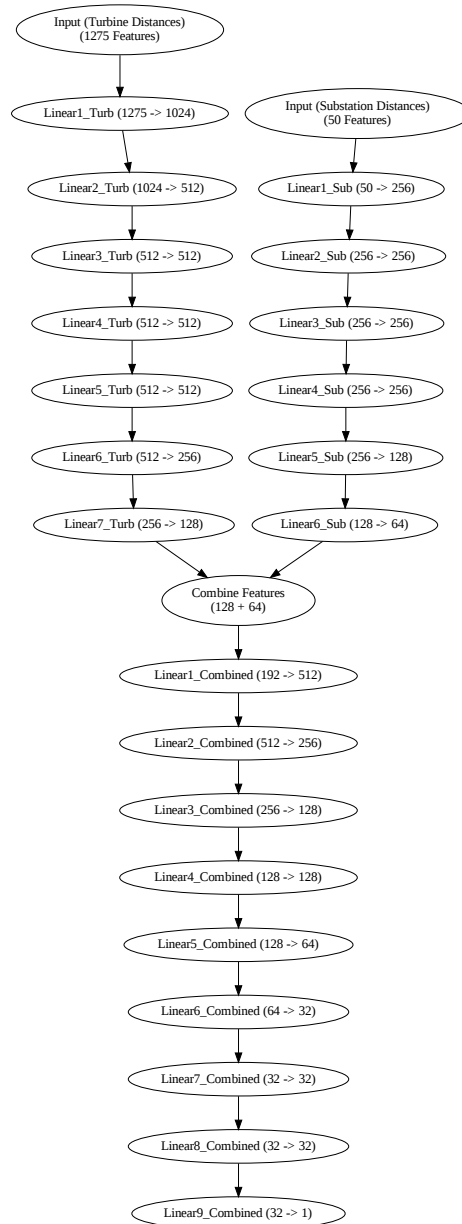 Input (Turbine Distances)
(1275 Features)
Linear1_Turb (1275 -> 1024)
Linear2_Turb (1024 -> 512)
Linear3_Turb (512 -> 512)
Linear4_Turb (512 -> 512)
Linear5_Turb (512 -> 512)
Linear6_Turb (512 -> 256)
Linear7_Turb (256 -> 128)
Input (Substation Distances)
(50 Features)
Linear1_Sub (50 -> 256)
Linear2_Sub (256 -> 256)
Linear3_Sub (256 -> 256)
Linear4_Sub (256 -> 256)
Linear5_Sub (256 -> 128)
Linear6_Sub (128 -> 64)
Combine Features
(128 + 64)
Linear1_Combined (192 -> 512)
Linear2_Combined (512 -> 256)
Linear3_Combined (256 -> 128)
Linear4_Combined (128 -> 128)
Linear5_Combined (128 -> 64)
Linear6_Combined (64 -> 32)
Linear7_Combined (32 -> 32)
Linear8_Combined (32 -> 32)
Linear9_Combined (32 -> 1)